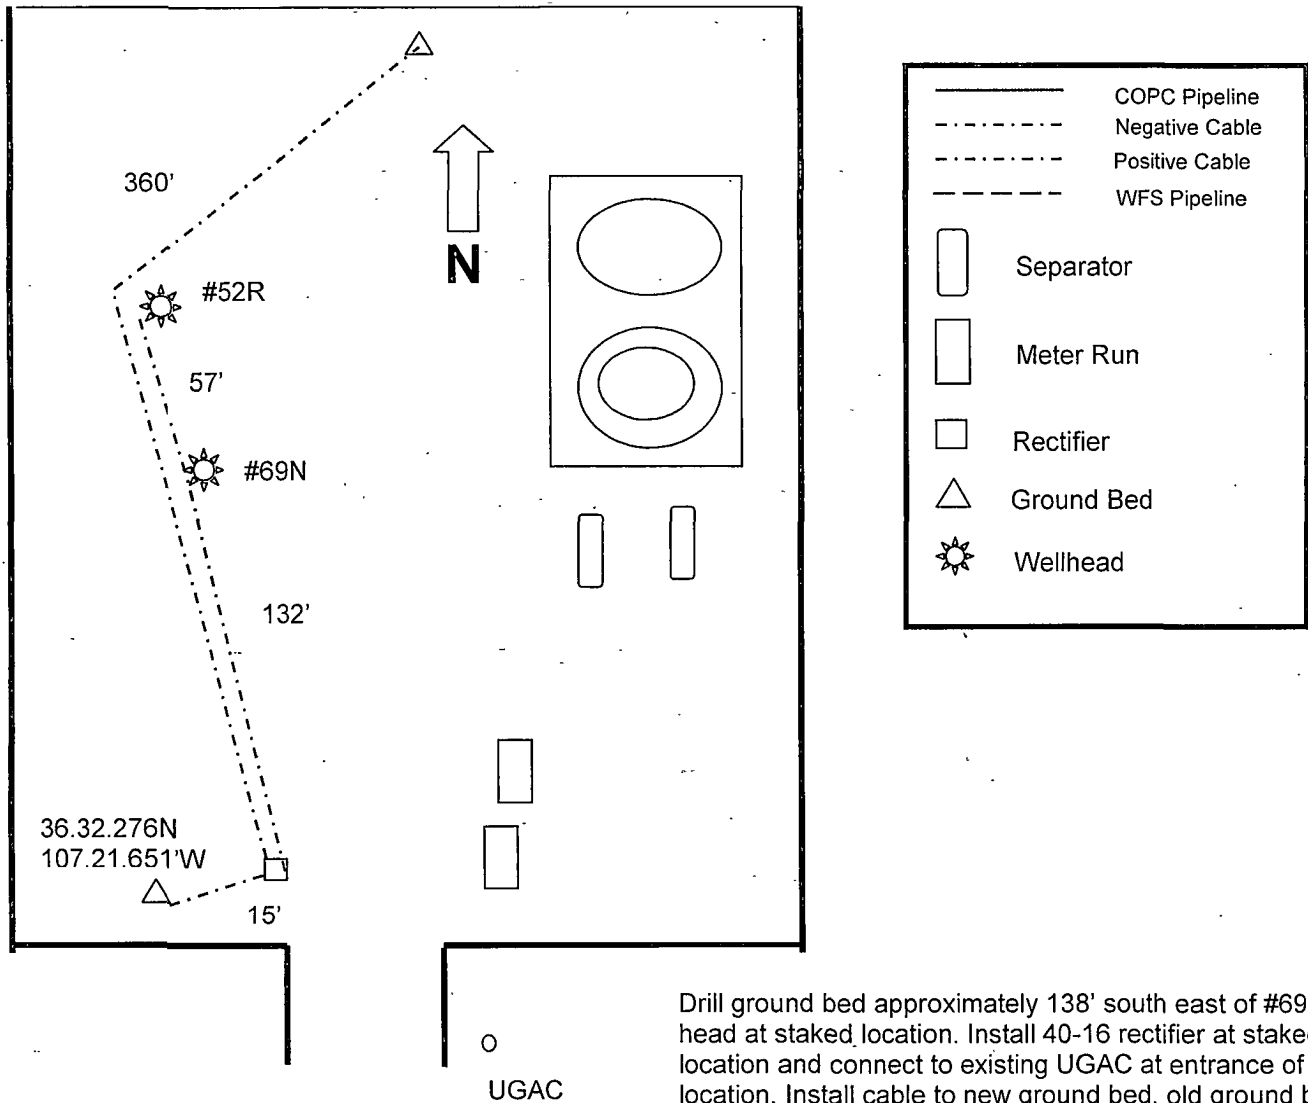 COPC Pipeline
Negative Cable
Positive Cable
WFS Pipeline
Separator
Meter Run
Rectifier
Ground Bed
Wellhead
360'
N
#52R
57'
#69N
132'
36.32.276N
107.21.651'W
15'
UGAC
Drill ground bed approximately 138' south east of #69
head at staked location. Install 40-16 rectifier at stake
location and connect to existing UGAC at entrance of
location. Install cable to new ground bed, old ground b